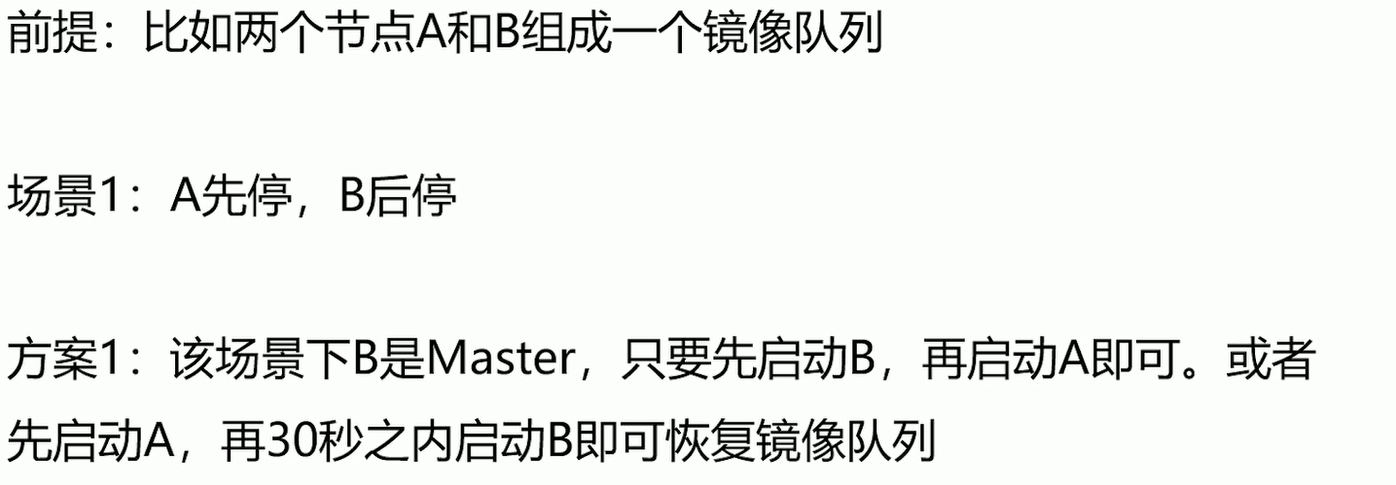 前提：比如两个节点A和B组成一个镜像队列
场景1：A先停，B后停
方案1：该场景下B是Master，只要先启动B，再启动A即可。或者
先启动A，再30秒之内启动B即可恢复镜像队列